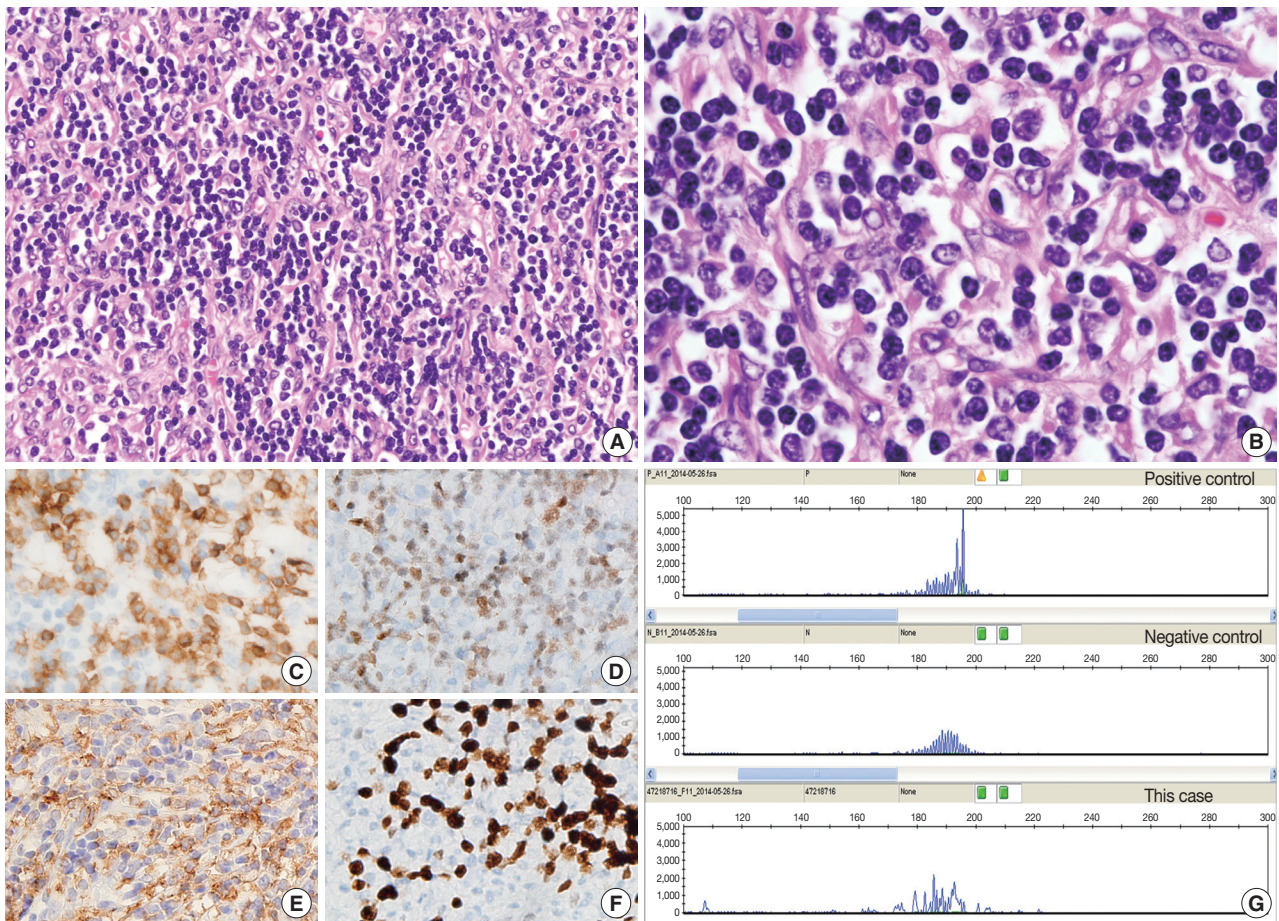 A
B
C
D
E
F
P_A11_2014-05-26.fsa P None
Positive control
100 120 140 160 180 200 220 240 260 280 300
5,000
4,000
3,000
2,000
1,000
0
N_B11_2014-05-26.fsa N None
Negative control
100 120 140 160 180 200 220 240 260 280 300
5,000
4,000
3,000
2,000
1,000
0
47218716_F11_2014-05-26.fsa 47218716 None
This case
100 120 140 160 180 200 220 240 260 280 300
5,000
4,000
3,000
2,000
1,000
0
G